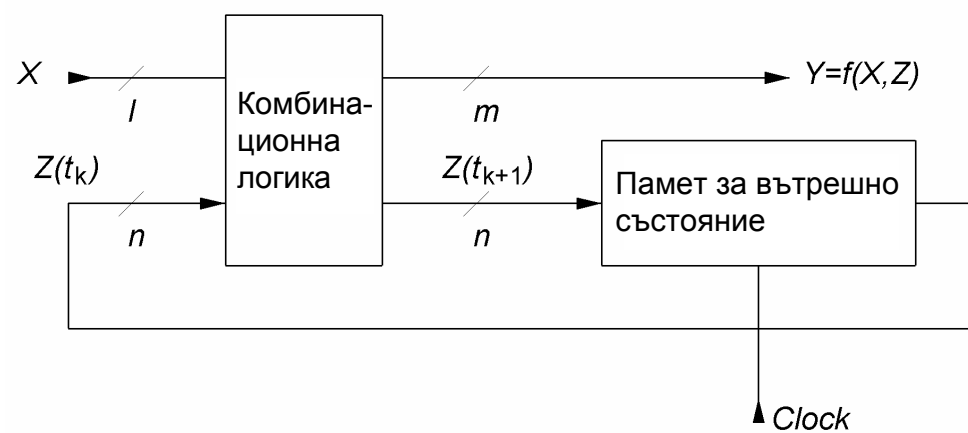 X
l
m
Y=f(X,Z)
Комбина-
ционна
логика
Z(tk)
n
Z(tk+1)
n
Памет за вътрешно
състояние
Clock